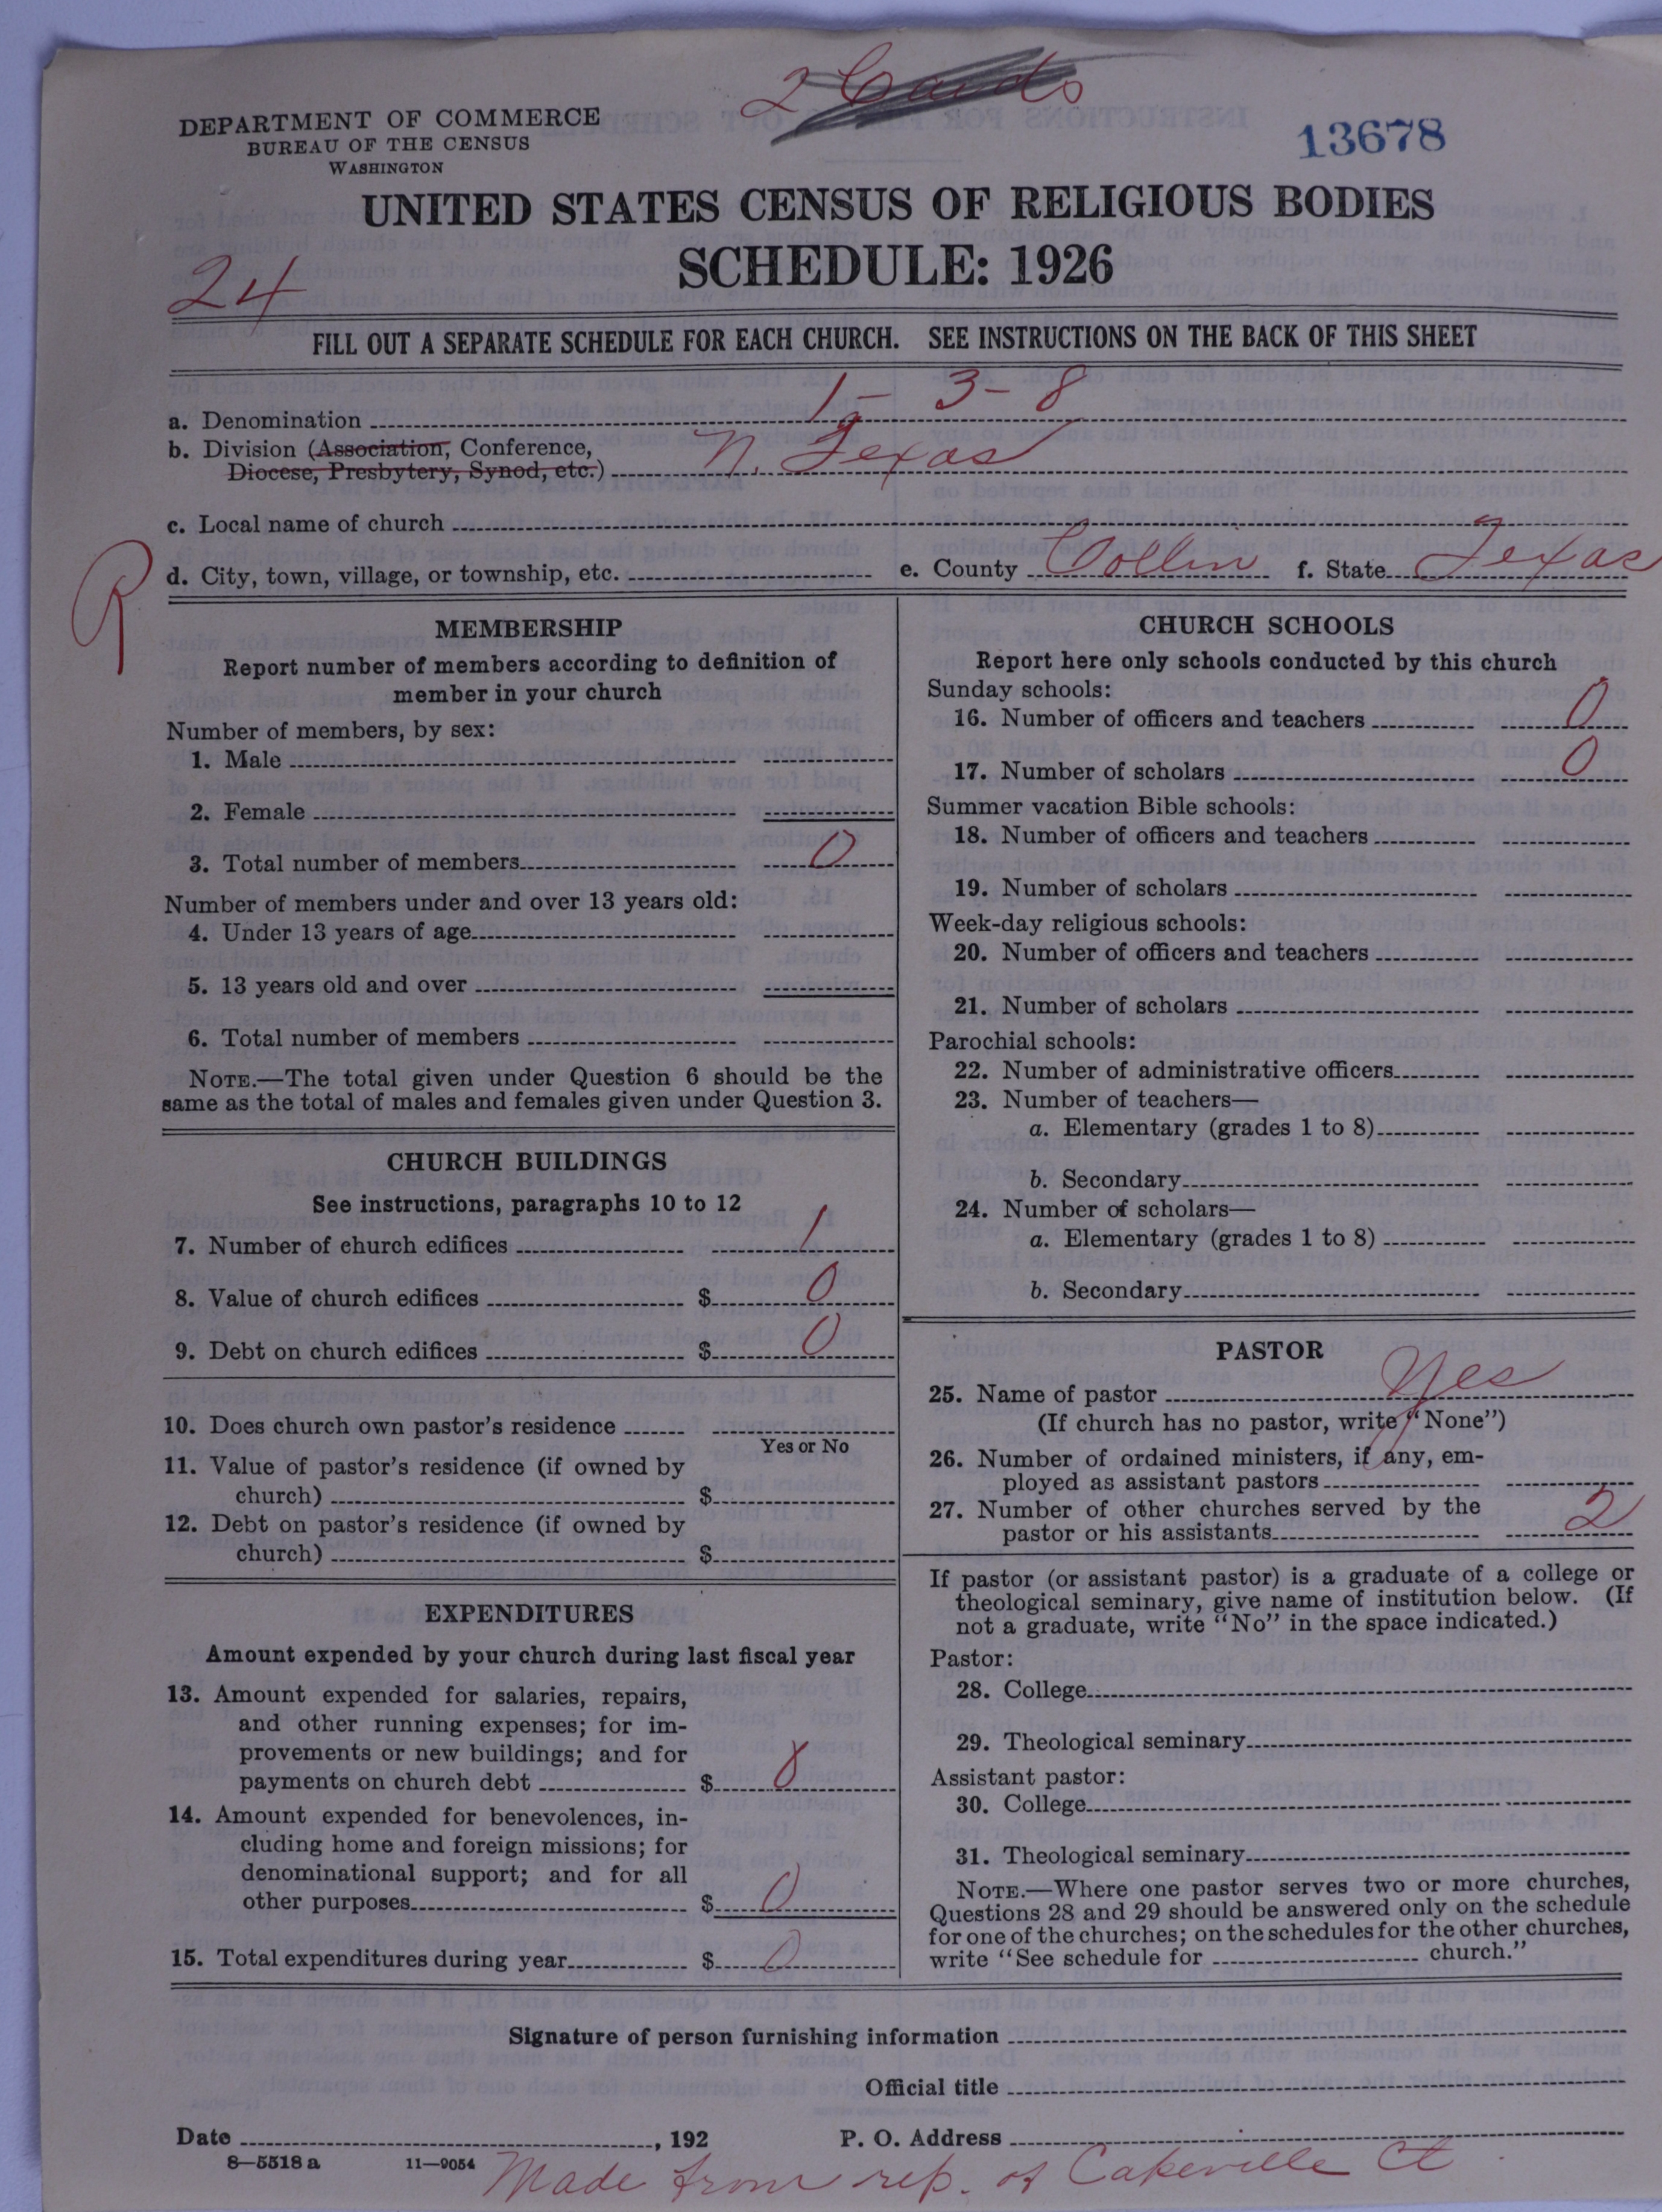 2 Cards
DEPARTMENT OF COMMERCE
BUREAU OF THE CENSUS
WASHINGTON
13678
UNITED STATES CENSUS OF RELIGIOUS BODIES
SCHEDULE: 1926
24
FILL OUT A SEPARATE SCHEDULE FOR EACH CHURCH. SEE INSTRUCTIONS ON THE BACK OF THIS SHEET
a. Denomination 1-3-8
b. Division (Association, Conference,
Diocese, Presbytery, Synod, etc.) N. Texas
c. Local name of church
R
d. City, town, village, or township, etc. e. County Collin f. State Texas
MEMBERSHIP
Report number of members according to definition of
member in your church
Number of members, by sex:
1. Male
2. Female
3. Total number of members 0
Number of members under and over 13 years old:
4. Under 13 years of age
5. 13 years old and over
6. Total number of members
NOTE.—The total given under Question 6 should be the
same as the total of males and females given under Question 3.
CHURCH BUILDINGS
See instructions, paragraphs 10 to 12
7. Number of church edifices 1
8. Value of church edifices $ 0
9. Debt on church edifices $ 0
10. Does church own pastor's residence
Yes or No
11. Value of pastor's residence (if owned by
church) $
12. Debt on pastor's residence (if owned by
church) $
EXPENDITURES
Amount expended by your church during last fiscal year
13. Amount expended for salaries, repairs,
and other running expenses; for im-
provements or new buildings; and for
payments on church debt $ 8
14. Amount expended for benevolences, in-
cluding home and foreign missions; for
denominational support; and for all
other purposes $ 0
15. Total expenditures during year $ 0
CHURCH SCHOOLS
Report here only schools conducted by this church
Sunday schools:
16. Number of officers and teachers 0
17. Number of scholars 0
Summer vacation Bible schools:
18. Number of officers and teachers
19. Number of scholars
Week-day religious schools:
20. Number of officers and teachers
21. Number of scholars
Parochial schools:
22. Number of administrative officers
23. Number of teachers—
a. Elementary (grades 1 to 8)
b. Secondary
24. Number of scholars—
a. Elementary (grades 1 to 8)
b. Secondary
PASTOR
25. Name of pastor Yes
(If church has no pastor, write "None")
26. Number of ordained ministers, if any, em-
ployed as assistant pastors
27. Number of other churches served by the
pastor or his assistants 2
If pastor (or assistant pastor) is a graduate of a college or
theological seminary, give name of institution below. (If
not a graduate, write "No" in the space indicated.)
Pastor:
28. College
29. Theological seminary
Assistant pastor:
30. College
31. Theological seminary
NOTE.—Where one pastor serves two or more churches,
Questions 28 and 29 should be answered only on the schedule
for one of the churches; on the schedules for the other churches,
write "See schedule for church."
Signature of person furnishing information
Official title
Date , 192 P. O. Address
8—5518 a 11—9054
Made from rep. of Cakeville Ct